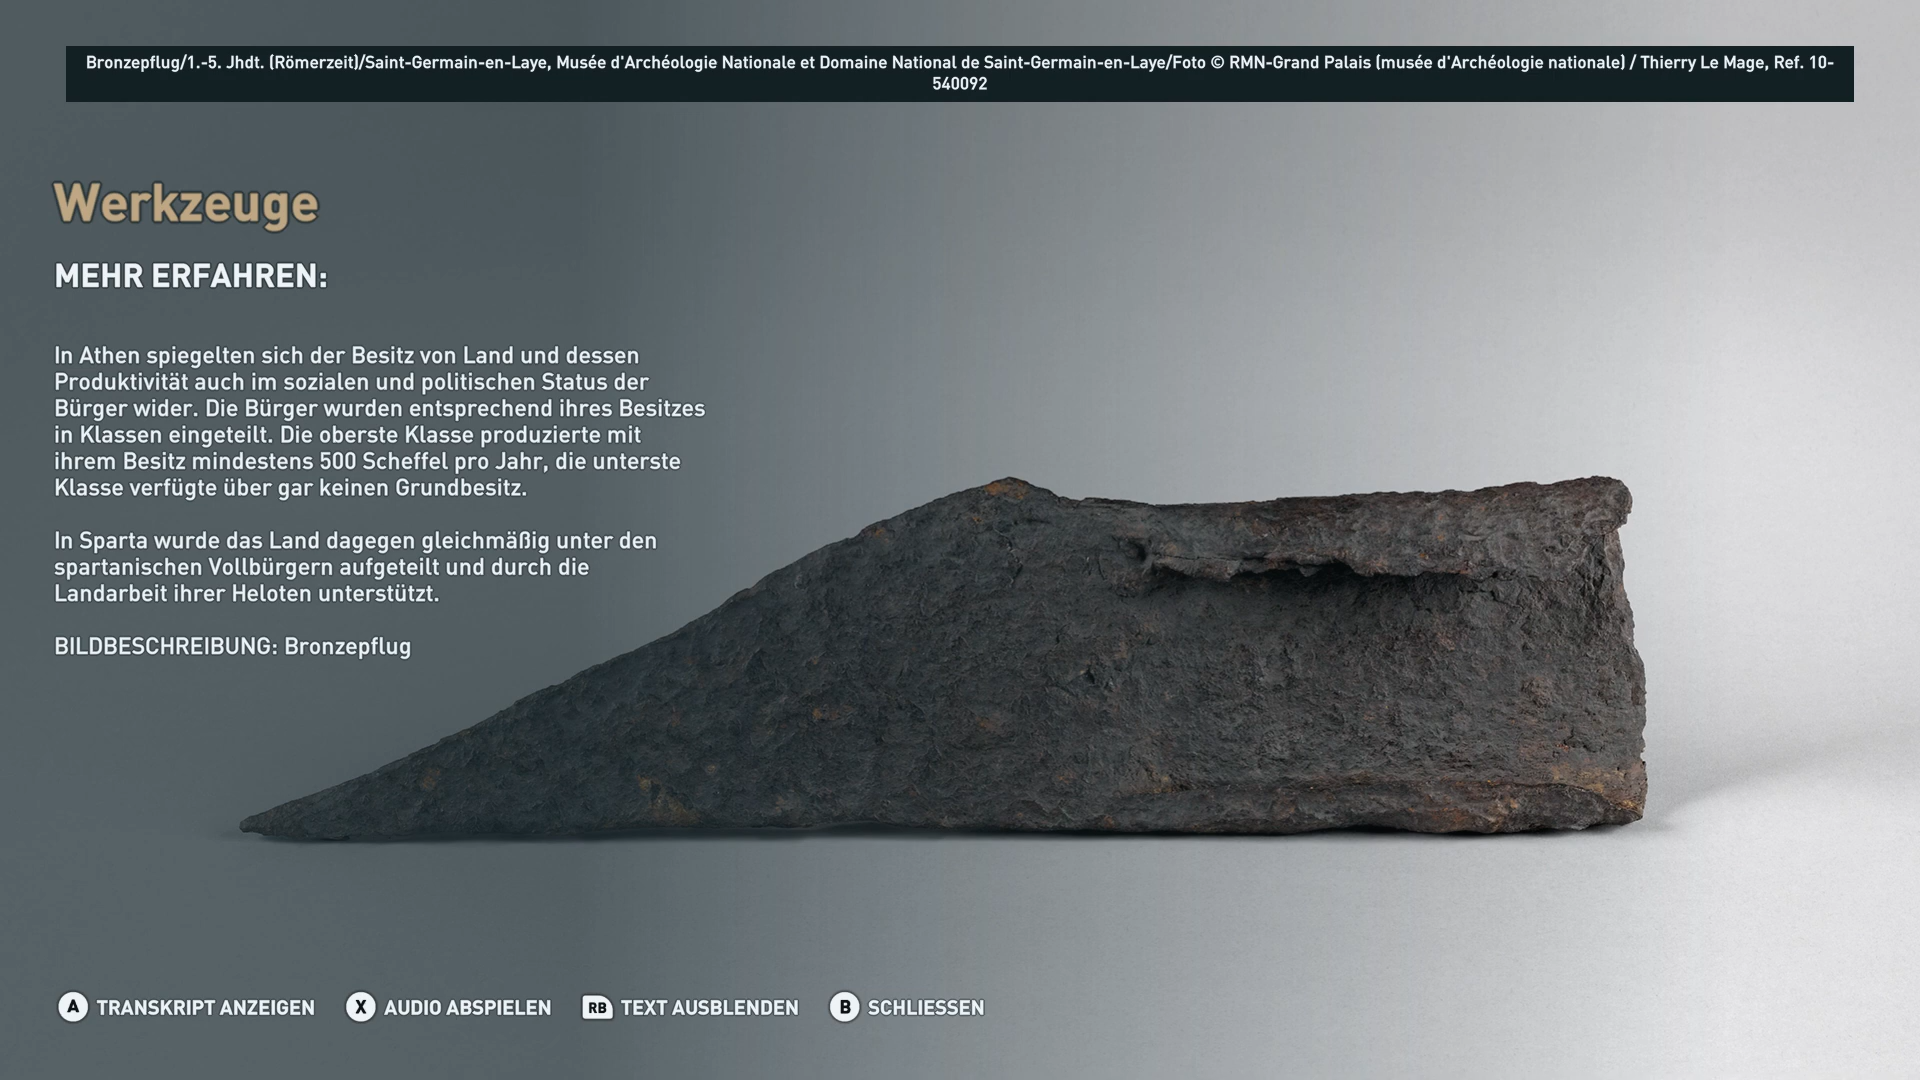 Bronzepflug/1.-5. Jhdt. (Römerzeit)/Saint-Germain-en-Laye, Musée d'Archéologie Nationale et Domaine National de Saint-Germain-en-Laye/Foto © RMN-Grand Palais (musée d'Archéologie nationale) / Thierry Le Mage, Ref. 10-
540092
Werkzeuge
MEHR ERFAHREN:
In Athen spiegelten sich der Besitz von Land und dessen
Produktivität auch im sozialen und politischen Status der
Bürger wider. Die Bürger wurden entsprechend ihres Besitzes
in Klassen eingeteilt. Die oberste Klasse produzierte mit
ihrem Besitz mindestens 500 Scheffel pro Jahr, die unterste
Klasse verfügte über gar keinen Grundbesitz.
In Sparta wurde das Land dagegen gleichmäßig unter den
spartanischen Vollbürgern aufgeteilt und durch die
Landarbeit ihrer Heloten unterstützt.
BILDBESCHREIBUNG: Bronzepflug
A TRANSKRIPT ANZEIGEN X AUDIO ABSPIELEN RB TEXT AUSBLENDEN B SCHLIESSEN